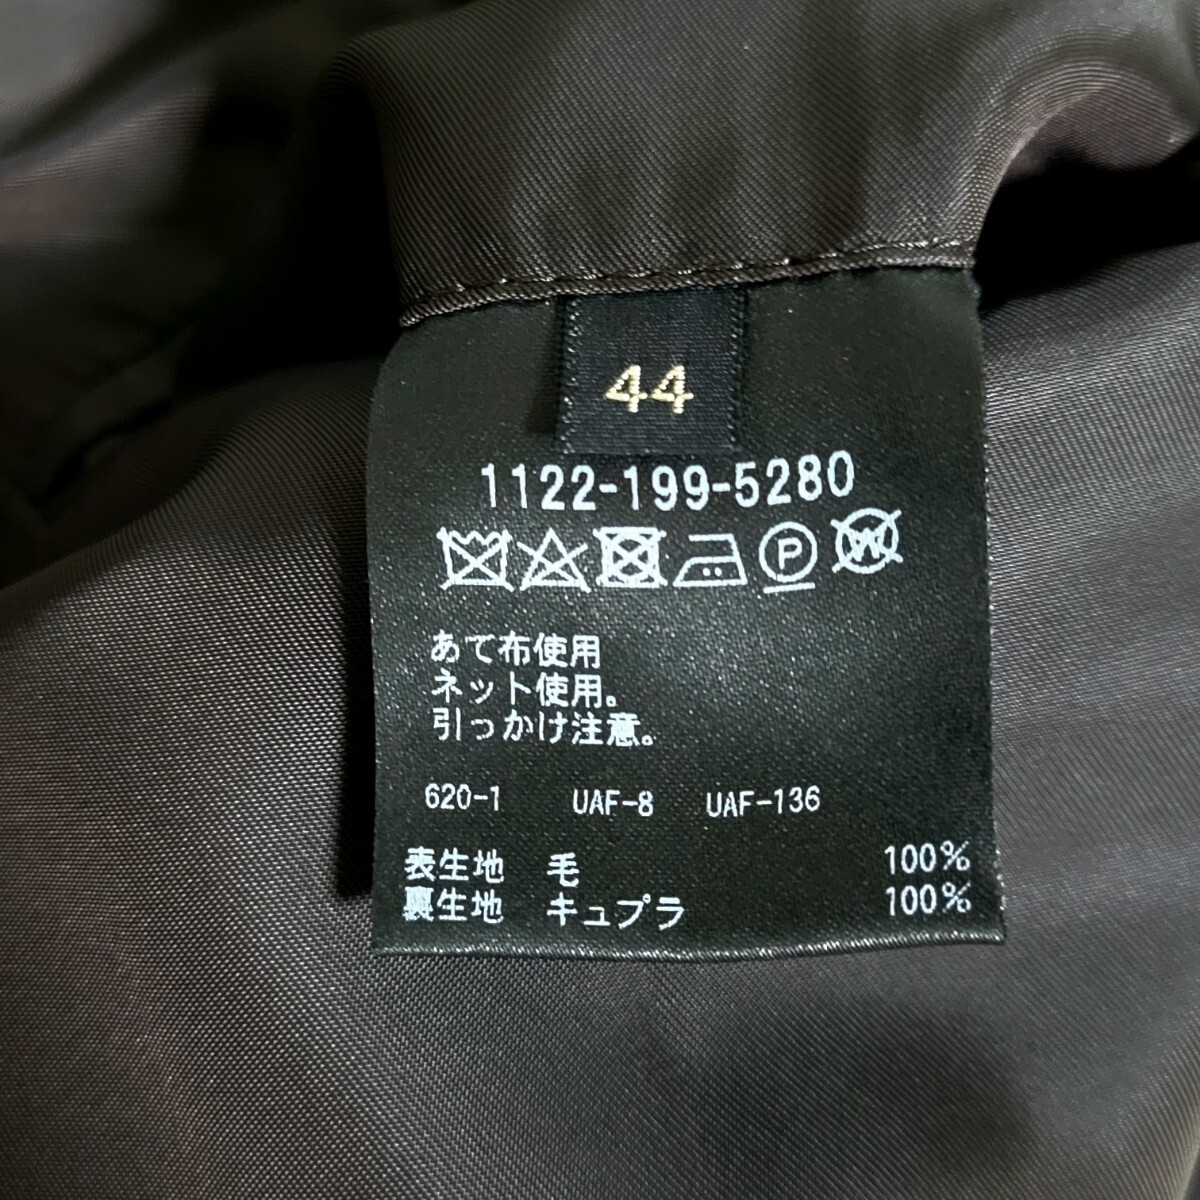 44
1122-199-5280
P W
あて布使用
ネット使用。
引っかけ注意。
620-1 UAF-8 UAF-136
表生地 毛 100%
裏生地 キュプラ 100%